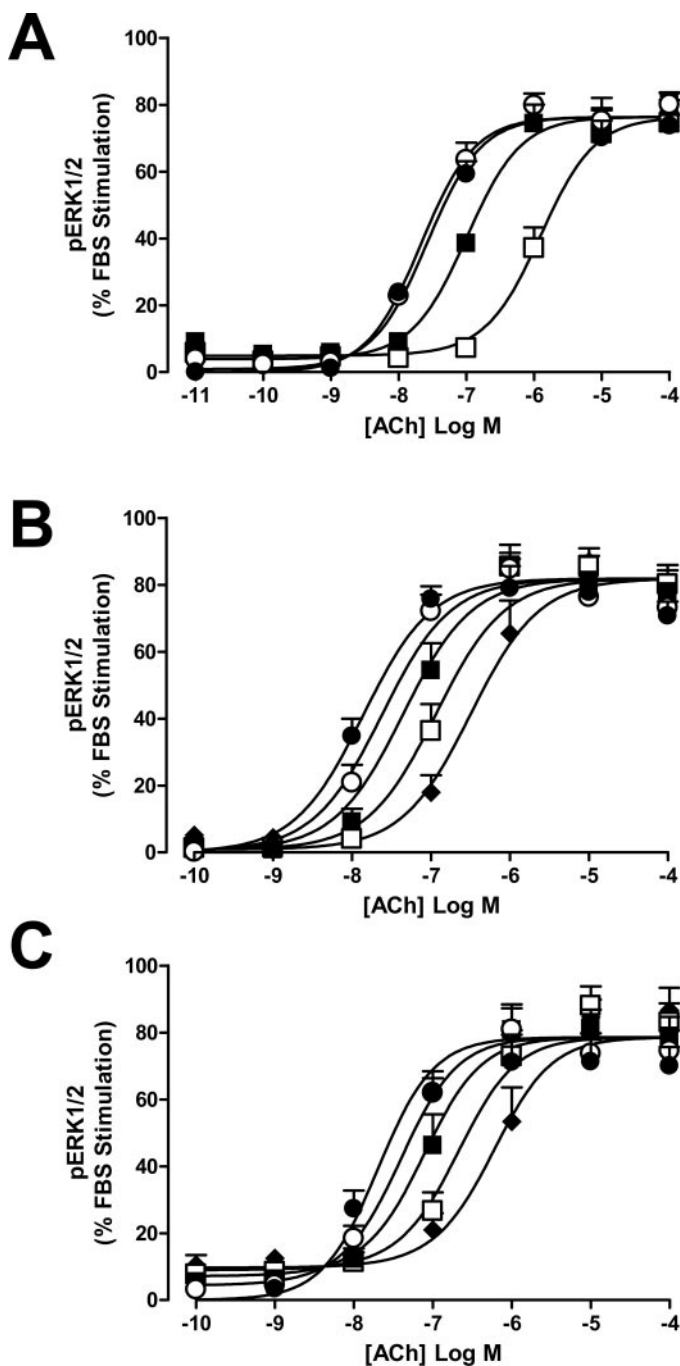 A
100
80
60
40
20
0
pERK1/2
(% FBS Stimulation)
-11 -10 -9 -8 -7 -6 -5 -4
[ACh] Log M
B
100
80
60
40
20
0
pERK1/2
(% FBS Stimulation)
-10 -9 -8 -7 -6 -5 -4
[ACh] Log M
C
100
80
60
40
20
0
pERK1/2
(% FBS Stimulation)
-10 -9 -8 -7 -6 -5 -4
[ACh] Log M